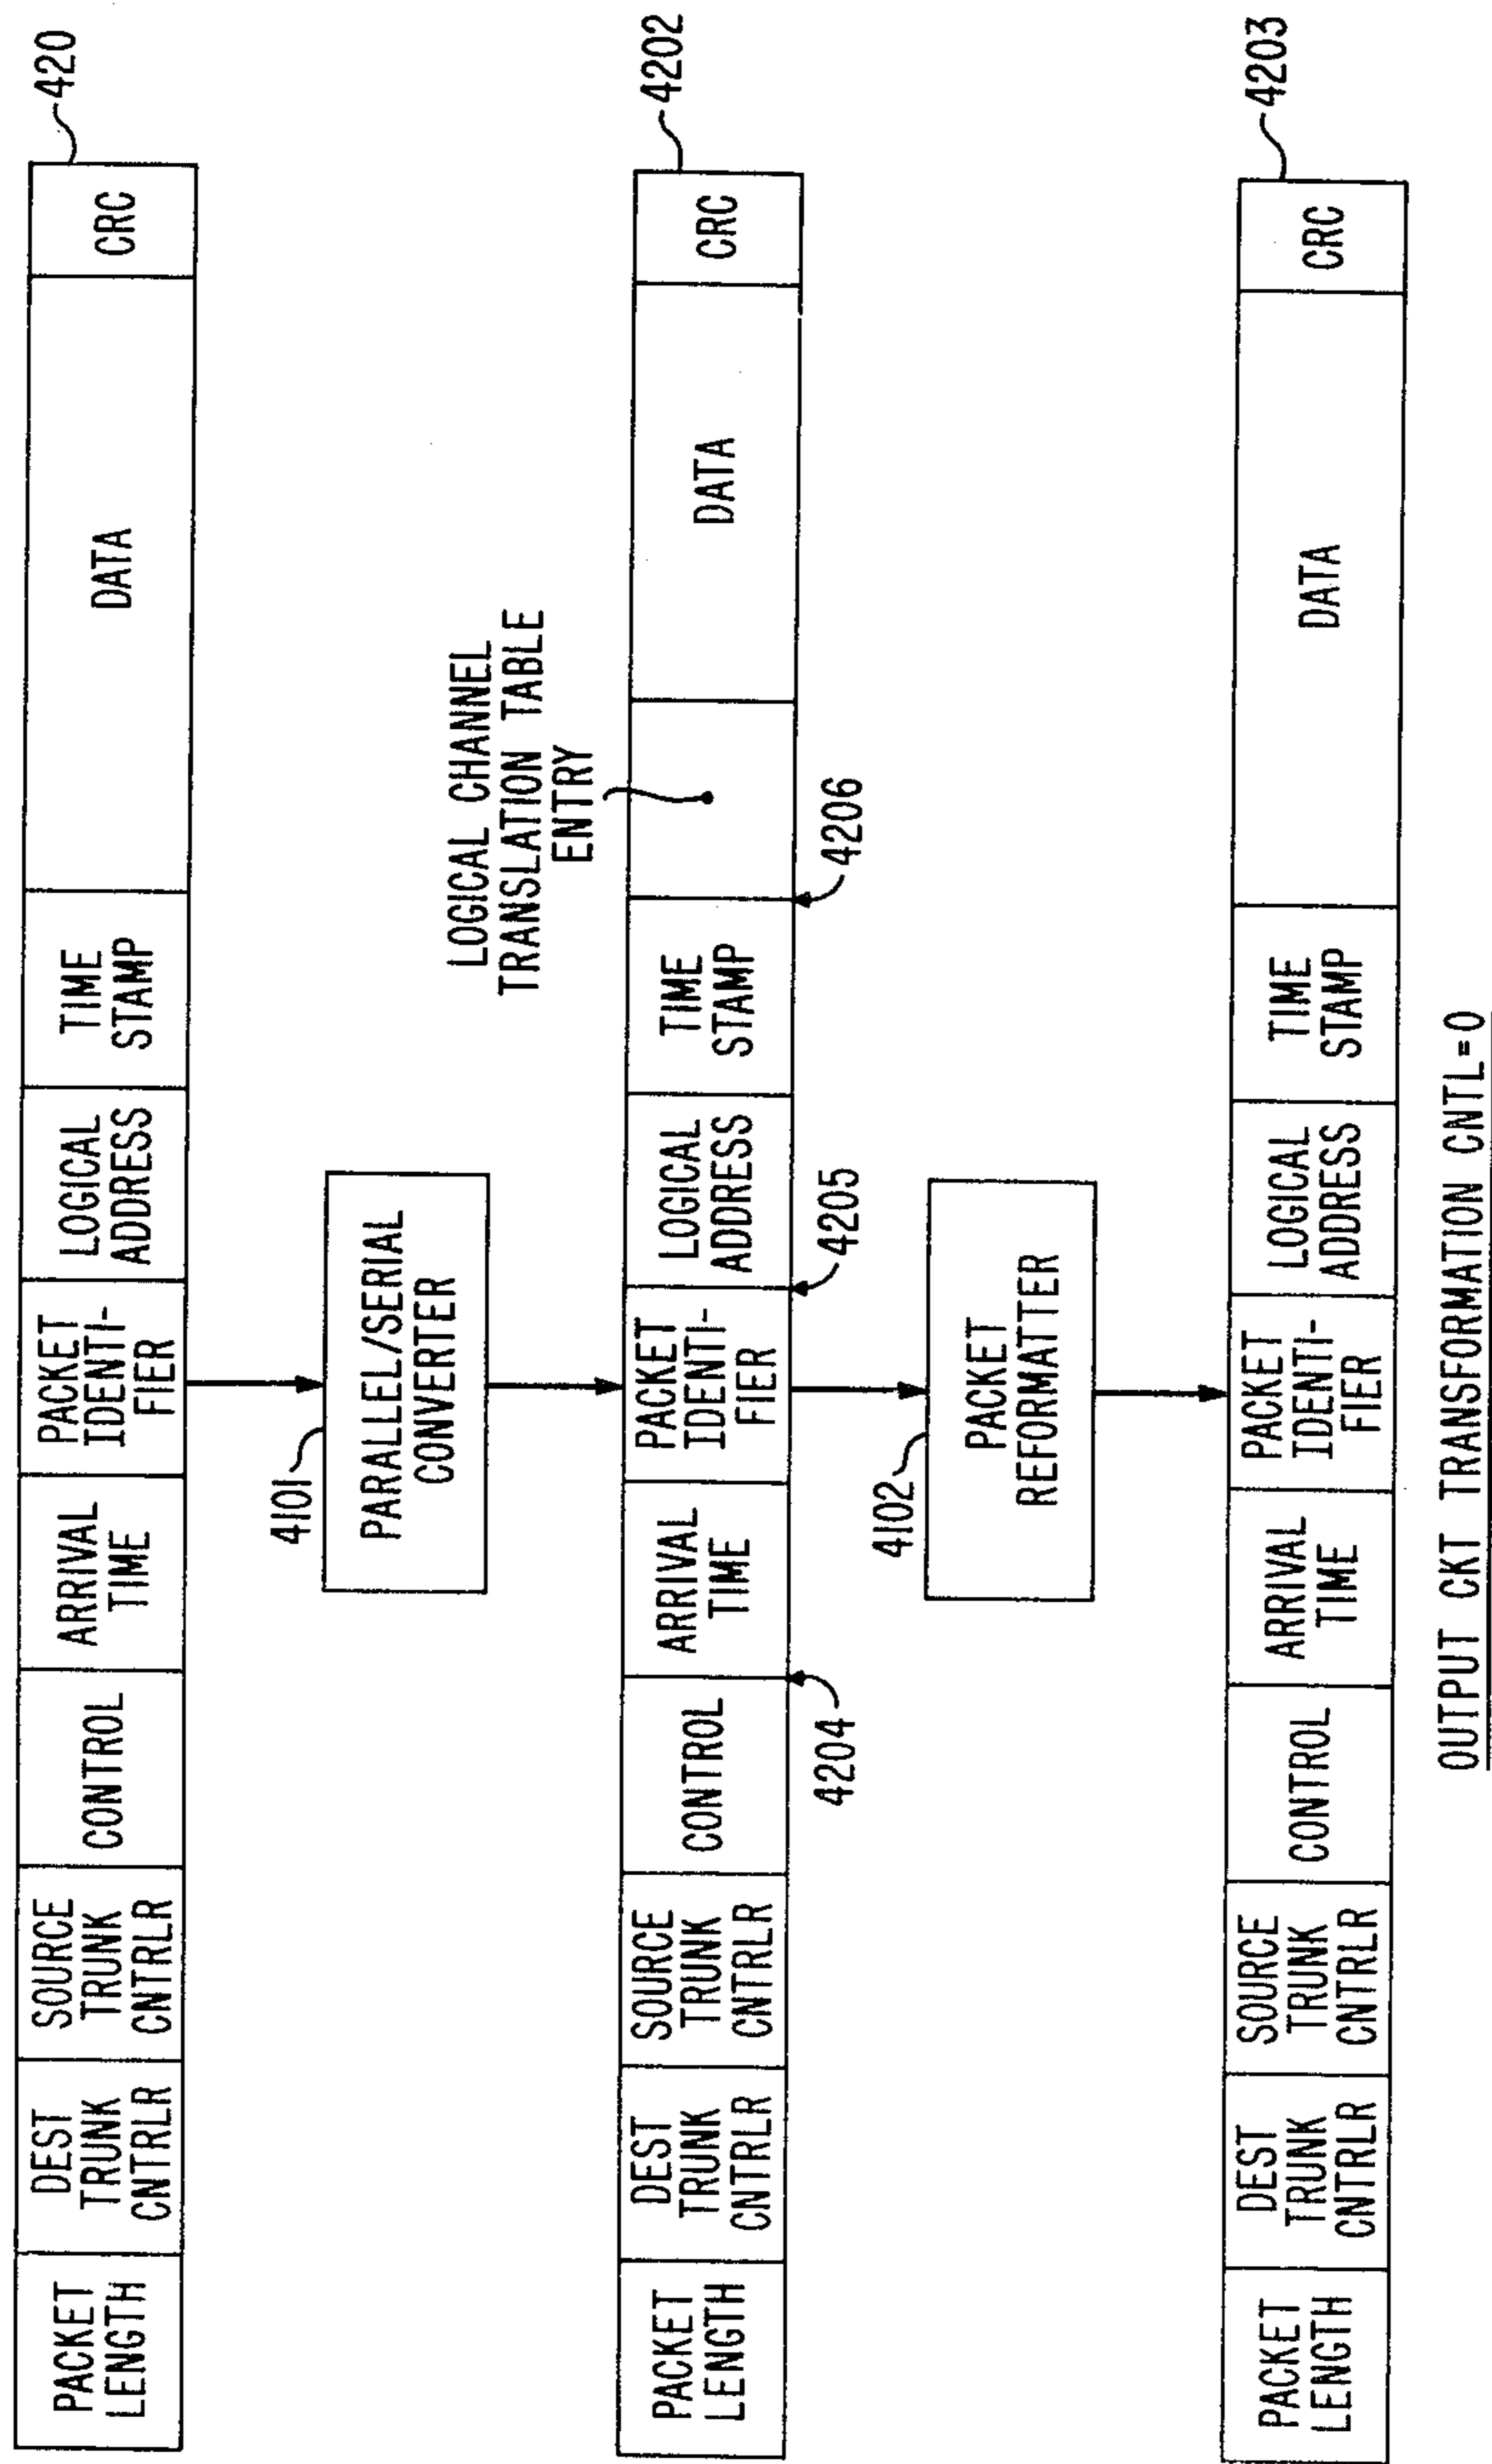 420
PACKET
LENGTH
DEST
TRUNK
CNTRLR
SOURCE
TRUNK
CNTRLR
CONTROL
ARRIVAL
TIME
PACKET
IDENTI-
FIER
LOGICAL
ADDRESS
TIME
STAMP
DATA
CRC
4101
PARALLEL/SERIAL
CONVERTER
LOGICAL CHANNEL
TRANSLATION TABLE
ENTRY
4202
PACKET
LENGTH
DEST
TRUNK
CNTRLR
SOURCE
TRUNK
CNTRLR
CONTROL
ARRIVAL
TIME
PACKET
IDENTI-
FIER
LOGICAL
ADDRESS
TIME
STAMP
DATA
CRC
4204
4205
4206
4102
PACKET
REFORMATTER
4203
PACKET
LENGTH
DEST
TRUNK
CNTRLR
SOURCE
TRUNK
CNTRLR
CONTROL
ARRIVAL
TIME
PACKET
IDENTI-
FIER
LOGICAL
ADDRESS
TIME
STAMP
DATA
CRC
OUTPUT CKT TRANSFORMATION CNTL=0